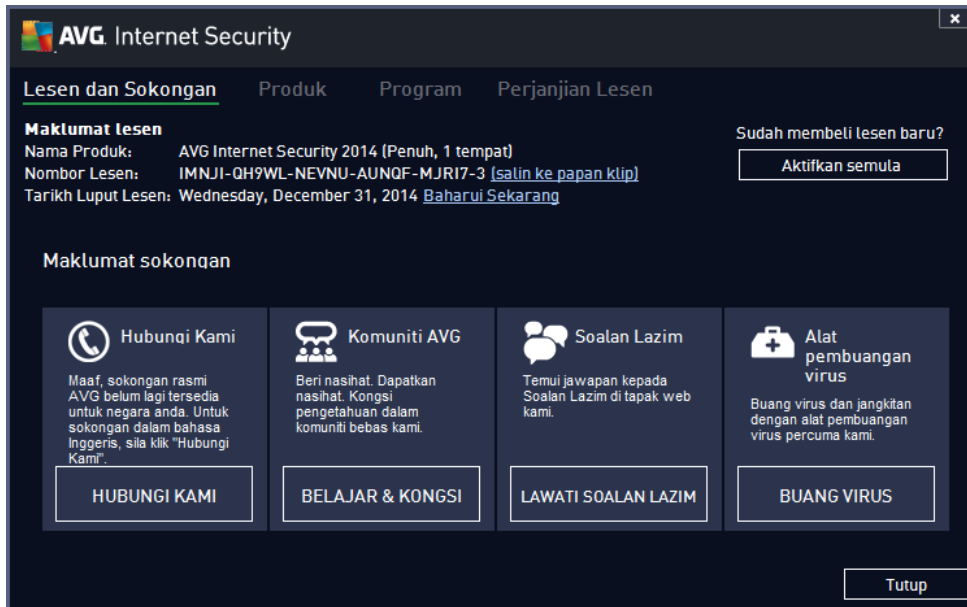 AVG. Internet Security
Lesen dan Sokongan Produk Program Perjanjian Lesen
Maklumat lesen
Nama Produk: AVG Internet Security 2014 (Penuh, 1 tempat)
Nombor Lesen: IMNJI-QH9WL-NEVNU-AUNQF-MJRI7-3 (salin ke papan klip)
Tarikh Luput Lesen: Wednesday, December 31, 2014 Baharui Sekarang
Sudah membeli lesen baru?
Aktifkan semula
Maklumat sokongan
Hubungi Kami
Maaf, sokongan rasmi
AVG belum lagi tersedia
untuk negara anda. Untuk
sokongan dalam bahasa
Inggeris, sila klik "Hubungi
Kami".
HUBUNGI KAMI
Komuniti AVG
Beri nasihat. Dapatkan
nasihat. Kongsi
pengetahuan dalam
komuniti bebas kami.
BELAJAR & KONGSI
Soalan Lazim
Temui jawapan kepada
Soalan Lazim di tapak web
kami.
LAWATI SOALAN LAZIM
Alat
pembuangan
virus
Buang virus dan jangkitan
dengan alat pembuangan
virus percuma kami.
BUANG VIRUS
Tutup